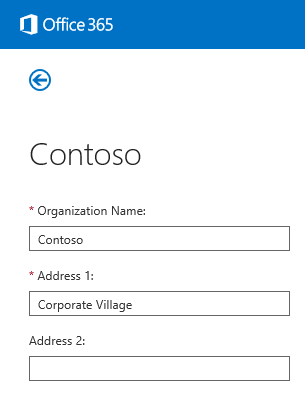 Office 365
Contoso
* Organization Name:
Contoso
* Address 1:
Corporate Village
Address 2: